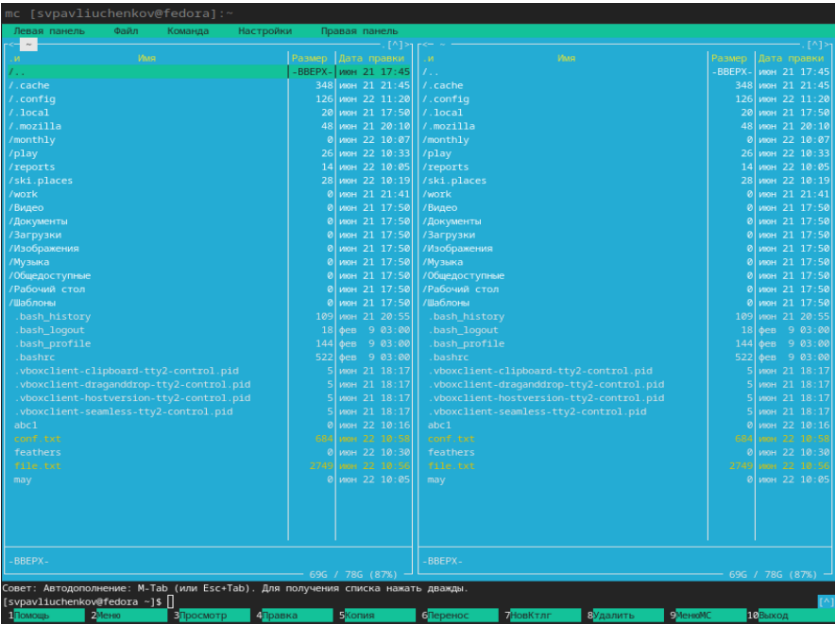 mc [svpavliuchenkov@fedora]:~
Левая панель Файл Команда Настройки Правая панель
<- ~ .[^]> <- ~ .[^]>
.и Имя Размер Дата правки .и Имя Размер Дата правки
/.. -ВВЕРХ- июн 21 17:45 /.. -ВВЕРХ- июн 21 17:45
/.cache 348 июн 21 21:45 /.cache 348 июн 21 21:45
/.config 126 июн 22 11:20 /.config 126 июн 22 11:20
/.local 20 июн 21 17:50 /.local 20 июн 21 17:50
/.mozilla 48 июн 21 20:10 /.mozilla 48 июн 21 20:10
/monthly 0 июн 22 10:07 /monthly 0 июн 22 10:07
/play 26 июн 22 10:33 /play 26 июн 22 10:33
/reports 14 июн 22 10:05 /reports 14 июн 22 10:05
/ski.places 28 июн 22 10:19 /ski.places 28 июн 22 10:19
/work 0 июн 21 21:41 /work 0 июн 21 21:41
/Видео 0 июн 21 17:50 /Видео 0 июн 21 17:50
/Документы 0 июн 21 17:50 /Документы 0 июн 21 17:50
/Загрузки 0 июн 21 17:50 /Загрузки 0 июн 21 17:50
/Изображения 0 июн 21 17:50 /Изображения 0 июн 21 17:50
/Музыка 0 июн 21 17:50 /Музыка 0 июн 21 17:50
/Общедоступные 0 июн 21 17:50 /Общедоступные 0 июн 21 17:50
/Рабочий стол 0 июн 21 17:50 /Рабочий стол 0 июн 21 17:50
/Шаблоны 0 июн 21 17:50 /Шаблоны 0 июн 21 17:50
.bash_history 109 июн 21 20:55 .bash_history 109 июн 21 20:55
.bash_logout 18 фев 9 03:00 .bash_logout 18 фев 9 03:00
.bash_profile 144 фев 9 03:00 .bash_profile 144 фев 9 03:00
.bashrc 522 фев 9 03:00 .bashrc 522 фев 9 03:00
.vboxclient-clipboard-tty2-control.pid 5 июн 21 18:17 .vboxclient-clipboard-tty2-control.pid 5 июн 21 18:17
.vboxclient-draganddrop-tty2-control.pid 5 июн 21 18:17 .vboxclient-draganddrop-tty2-control.pid 5 июн 21 18:17
.vboxclient-hostversion-tty2-control.pid 5 июн 21 18:17 .vboxclient-hostversion-tty2-control.pid 5 июн 21 18:17
.vboxclient-seamless-tty2-control.pid 5 июн 21 18:17 .vboxclient-seamless-tty2-control.pid 5 июн 21 18:17
abc1 0 июн 22 10:16 abc1 0 июн 22 10:16
conf.txt 684 июн 22 10:58 conf.txt 684 июн 22 10:58
feathers 0 июн 22 10:30 feathers 0 июн 22 10:30
file.txt 2749 июн 22 10:56 file.txt 2749 июн 22 10:56
may 0 июн 22 10:05 may 0 июн 22 10:05
-ВВЕРХ- -ВВЕРХ-
69G / 78G (87%) 69G / 78G (87%)
Совет: Автодополнение: M-Tab (или Esc+Tab). Для получения списка нажать дважды.
[svpavliuchenkov@fedora ~]$ [^]
1Помощь 2Меню 3Просмотр 4Правка 5Копия 6Перенос 7НовКтлг 8Удалить 9МенюMC 10Выход